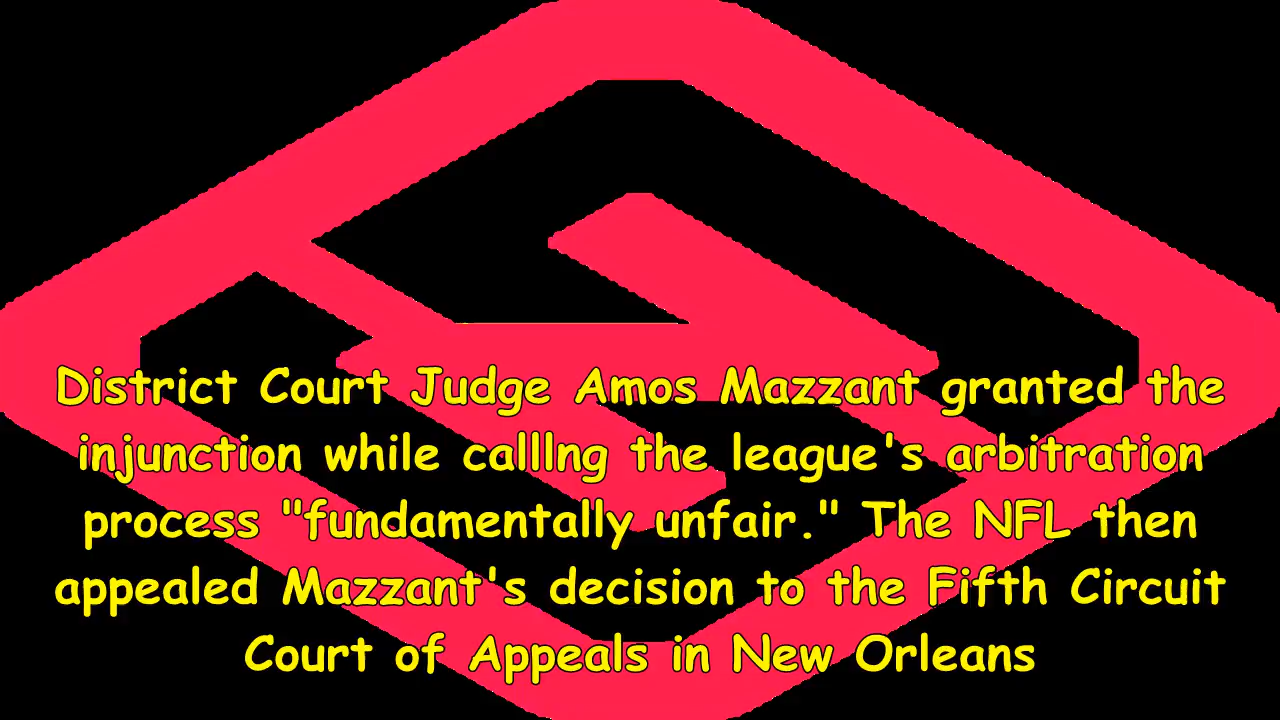 District Court Judge Amos Mazzant granted the
injunction while calllng the league's arbitration
process "fundamentally unfair." The NFL then
appealed Mazzant's decision to the Fifth Circuit
Court of Appeals in New Orleans